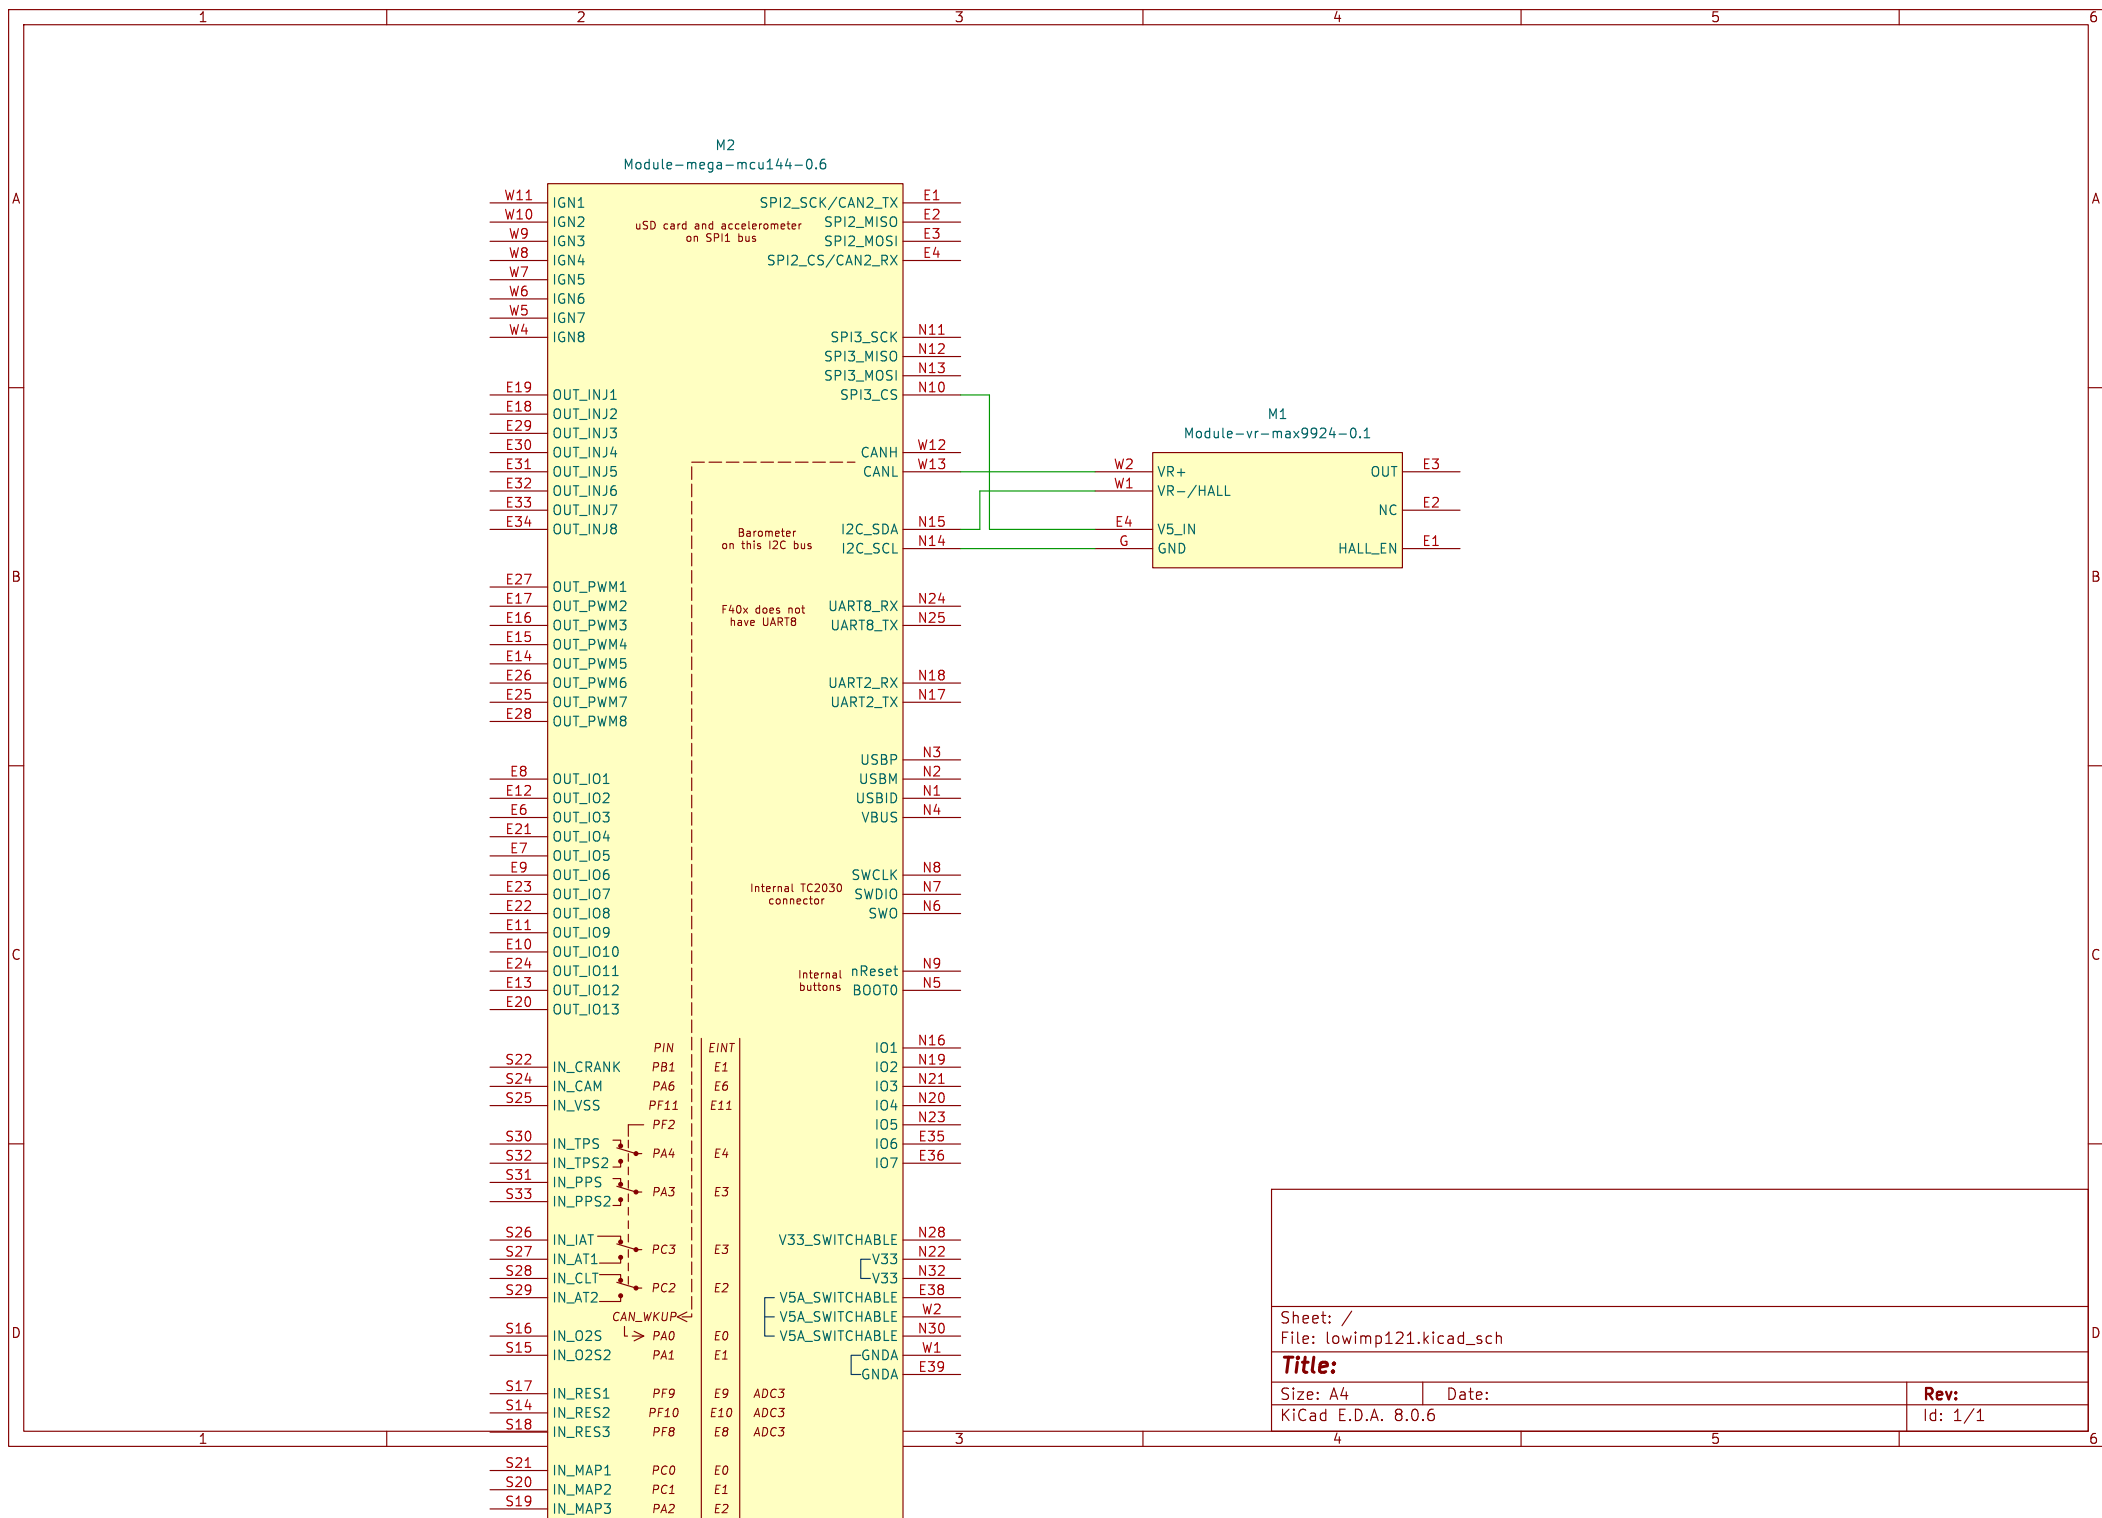 1 2 3 4 5 6
M2
Module-mega-mcu144-0.6
A A
W11 IGN1 SPI2_SCK/CAN2_TX E1
W10 IGN2 SPI2_MISO E2
uSD card and accelerometer
on SPI1 bus
W9 IGN3 SPI2_MOSI E3
W8 IGN4 SPI2_CS/CAN2_RX E4
W7 IGN5
W6 IGN6
W5 IGN7
W4 IGN8 SPI3_SCK N11
SPI3_MISO N12
SPI3_MOSI N13
E19 OUT_INJ1 SPI3_CS N10
E18 OUT_INJ2
E29 OUT_INJ3
E30 OUT_INJ4 CANH W12
E31 OUT_INJ5 CANL W13
E32 OUT_INJ6
E33 OUT_INJ7
E34 OUT_INJ8 I2C_SDA N15
Barometer
on this I2C bus
I2C_SCL N14
M1
Module-vr-max9924-0.1
W2 VR+ OUT E3
W1 VR-/HALL
NC E2
E4 V5_IN
G GND HALL_EN E1
B B
E27 OUT_PWM1
E17 OUT_PWM2 UART8_RX N24
F40x does not
have UART8
E16 OUT_PWM3 UART8_TX N25
E15 OUT_PWM4
E14 OUT_PWM5
E26 OUT_PWM6 UART2_RX N18
E25 OUT_PWM7 UART2_TX N17
E28 OUT_PWM8
USBP N3
E8 OUT_IO1 USBM N2
E12 OUT_IO2 USBID N1
E6 OUT_IO3 VBUS N4
E21 OUT_IO4
E7 OUT_IO5
E9 OUT_IO6 SWCLK N8
Internal TC2030
connector
E23 OUT_IO7 SWDIO N7
E22 OUT_IO8 SWO N6
E11 OUT_IO9
E10 OUT_IO10
C C
E24 OUT_IO11 nReset N9
Internal
buttons
E13 OUT_IO12 BOOT0 N5
E20 OUT_IO13
PIN EINT IO1 N16
S22 IN_CRANK PB1 E1 IO2 N19
S24 IN_CAM PA6 E6 IO3 N21
S25 IN_VSS PF11 E11 IO4 N20
PF2 IO5 N23
S30 IN_TPS IO6 E35
PA4 E4
S32 IN_TPS2 IO7 E36
S31 IN_PPS
PA3 E3
S33 IN_PPS2
S26 IN_IAT V33_SWITCHABLE N28
PC3 E3
S27 IN_AT1 V33 N22
S28 IN_CLT V33 N32
PC2 E2
S29 IN_AT2 V5A_SWITCHABLE E38
CAN_WKUP V5A_SWITCHABLE W2
S16 IN_O2S PA0 E0 V5A_SWITCHABLE N30
S15 IN_O2S2 PA1 E1 GNDA W1
GNDA E39
S17 IN_RES1 PF9 E9 ADC3
S14 IN_RES2 PF10 E10 ADC3
S18 IN_RES3 PF8 E8 ADC3
S21 IN_MAP1 PC0 E0
S20 IN_MAP2 PC1 E1
S19 IN_MAP3 PA2 E2
D D
Sheet: /
File: lowimp121.kicad_sch
Title:
Size: A4 Date: Rev:
KiCad E.D.A. 8.0.6 Id: 1/1
1 3 4 5 6